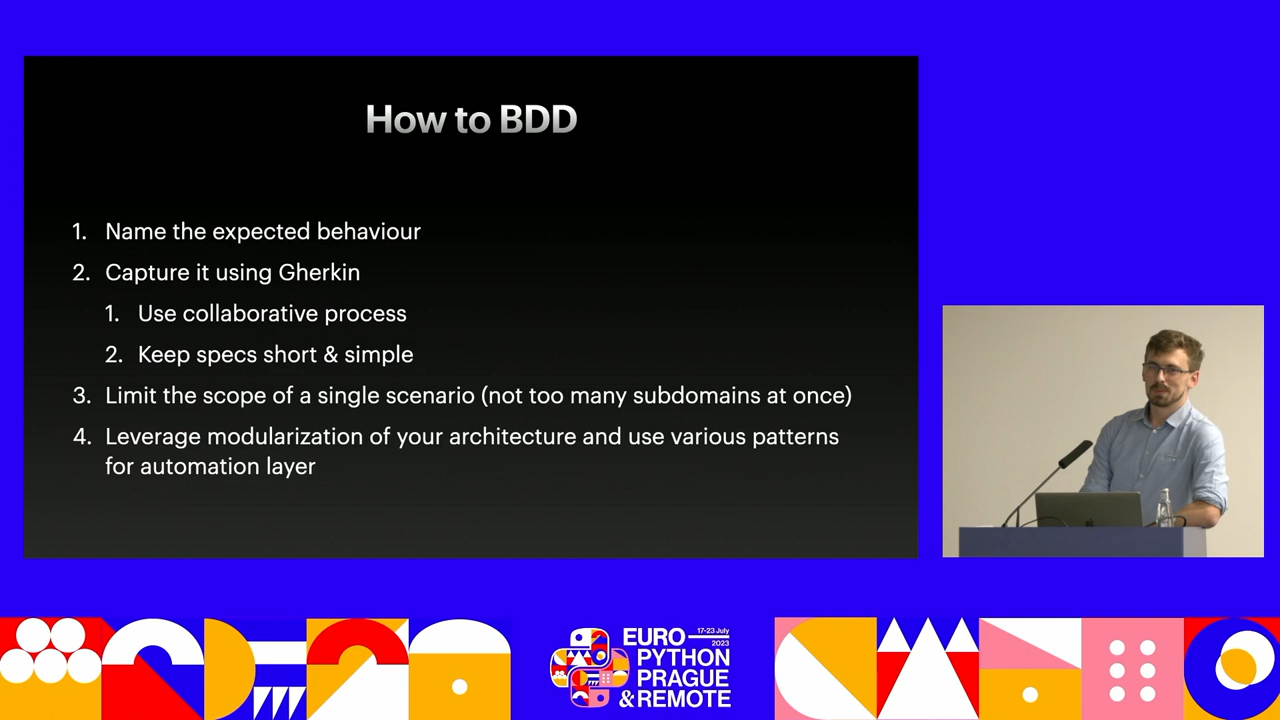 How to BDD
1. Name the expected behaviour
2. Capture it using Gherkin
1. Use collaborative process
2. Keep specs short & simple
3. Limit the scope of a single scenario (not too many subdomains at once)
4. Leverage modularization of your architecture and use various patterns
for automation layer
EURO 17-23 July
2023
PYTHON
PRAGUE
& REMOTE